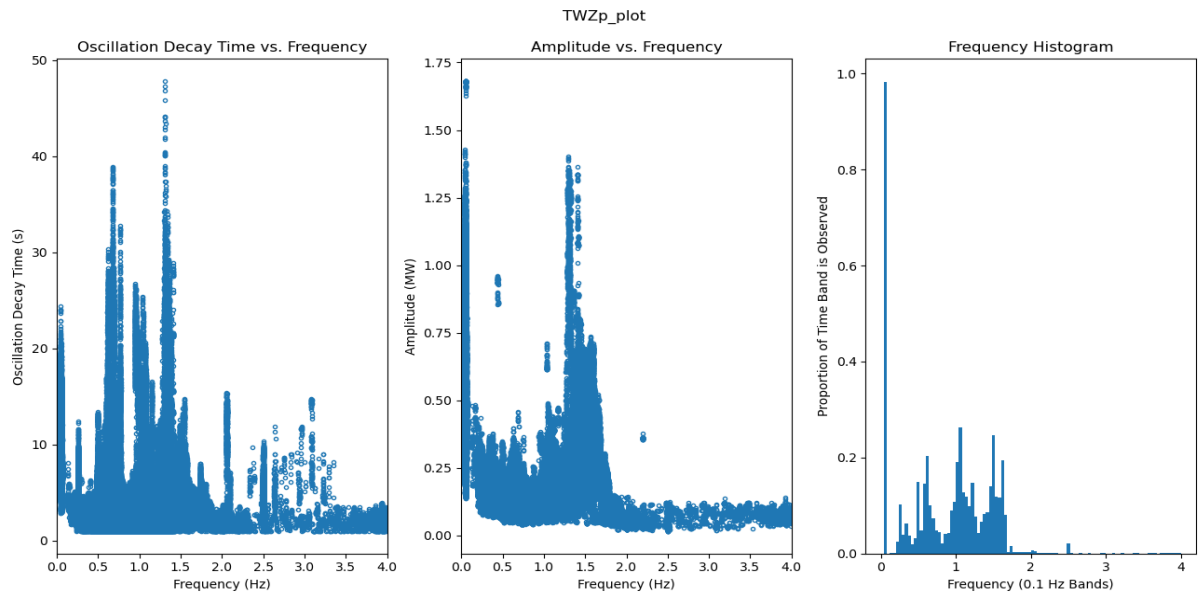 TWZp_plot
Oscillation Decay Time vs. Frequency
Oscillation Decay Time (s)
50
40
30
20
10
0
0.0 0.5 1.0 1.5 2.0 2.5 3.0 3.5 4.0
Frequency (Hz)
Amplitude vs. Frequency
Amplitude (MW)
1.75
1.50
1.25
1.00
0.75
0.50
0.25
0.00
0.0 0.5 1.0 1.5 2.0 2.5 3.0 3.5 4.0
Frequency (Hz)
Frequency Histogram
Proportion of Time Band is Observed
1.0
0.8
0.6
0.4
0.2
0.0
0 1 2 3 4
Frequency (0.1 Hz Bands)